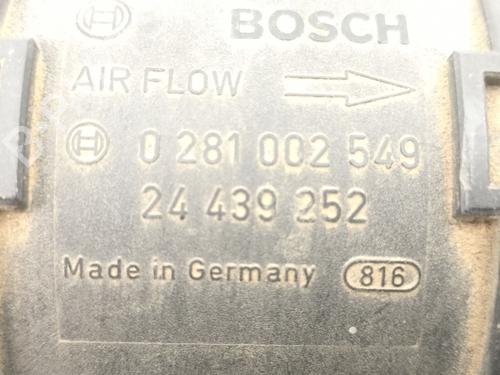 BOSCH
AIR FLOW
0 281 002 549
24 439 252
Made in Germany 816